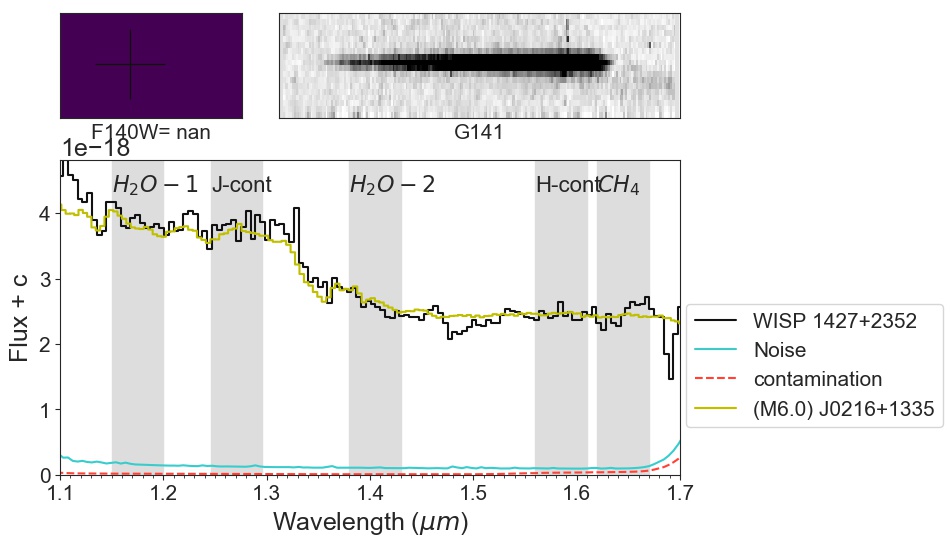 F140W= nan
G141
1e−18
H₂O − 1
J-cont
H₂O − 2
H-cont
CH₄
4
3
2
1
0
Flux + c
1.1
1.2
1.3
1.4
1.5
1.6
1.7
Wavelength (μm)
WISP 1427+2352
Noise
contamination
(M6.0) J0216+1335